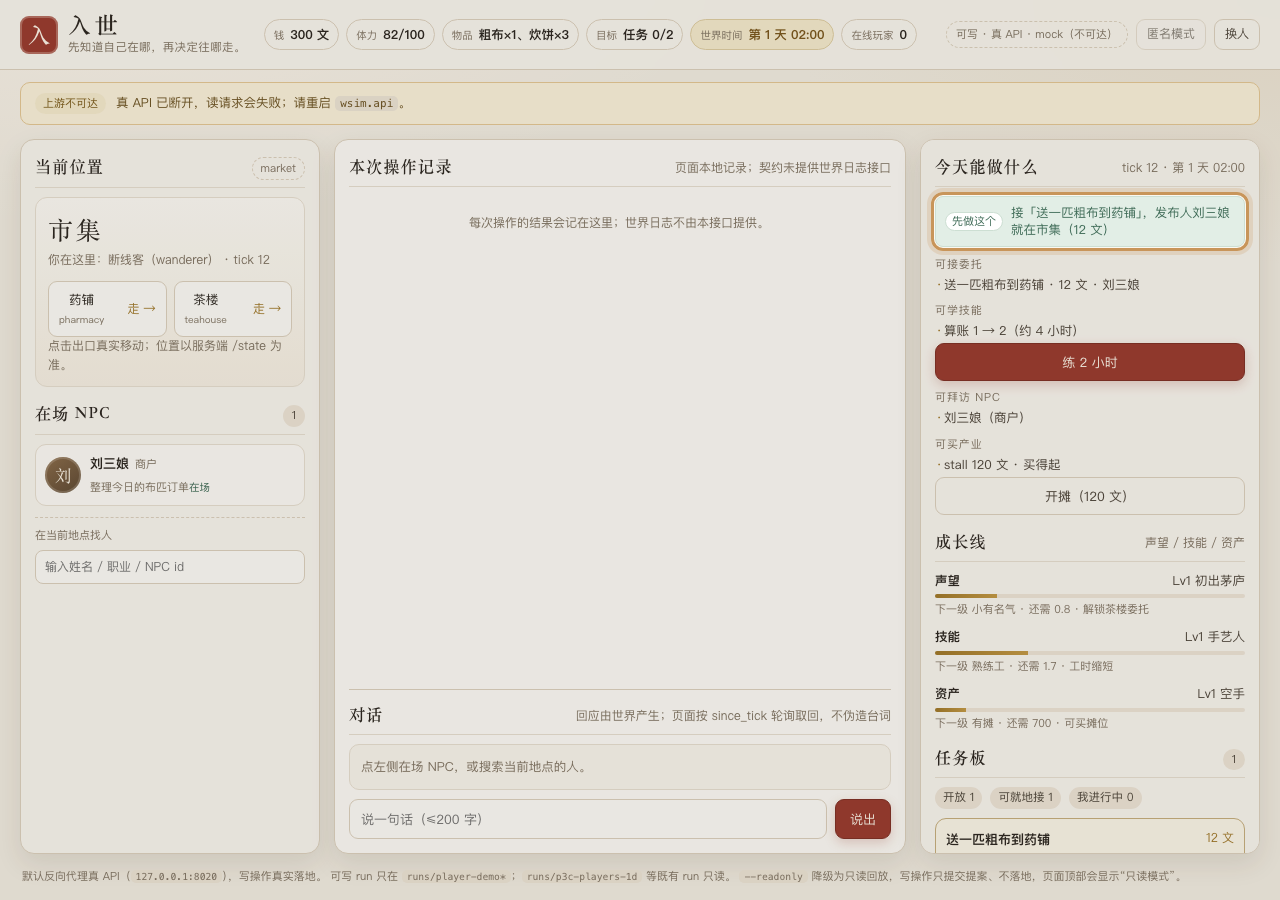 入
入世
先知道自己在哪，再决定往哪走。
钱 300 文
体力 82/100
物品 粗布×1、炊饼×3
目标 任务 0/2
世界时间 第 1 天 02:00
在线玩家 0
可写 · 真 API · mock（不可达）
匿名模式
换人
上游不可达 真 API 已断开，读请求会失败；请重启 wsim.api 。
当前位置
market
市集
你在这里：断线客（wanderer） · tick 12
药铺
pharmacy
走 →
茶楼
teahouse
走 →
点击出口真实移动；位置以服务端 /state 为
准。
在场 NPC
1
刘
刘三娘 商户
整理今日的布匹订单在场
在当前地点找人
输入姓名 / 职业 / NPC id
本次操作记录
页面本地记录；契约未提供世界日志接口
每次操作的结果会记在这里；世界日志不由本接口提供。
对话
回应由世界产生；页面按 since_tick 轮询取回，不伪造台词
点左侧在场 NPC，或搜索当前地点的人。
说一句话（≤200 字）
说出
今天能做什么
tick 12 · 第 1 天 02:00
先做这个
接「送一匹粗布到药铺」，发布人刘三娘
就在市集（12 文）
可接委托
· 送一匹粗布到药铺 · 12 文 · 刘三娘
可学技能
· 算账 1 → 2（约 4 小时）
练 2 小时
可拜访 NPC
· 刘三娘（商户）
可买产业
· stall 120 文 · 买得起
开摊（120 文）
成长线
声望 / 技能 / 资产
声望
Lv1 初出茅庐
下一级 小有名气 · 还需 0.8 · 解锁茶楼委托
技能
Lv1 手艺人
下一级 熟练工 · 还需 1.7 · 工时缩短
资产
Lv1 空手
下一级 有摊 · 还需 700 · 可买摊位
任务板
1
开放 1
可就地接 1
我进行中 0
送一匹粗布到药铺
12 文
默认反向代理真 API（ 127.0.0.1:8020 ），写操作真实落地。 可写 run 只在 runs/player-demo* ； runs/p3c-players-1d 等既有 run 只读。 --readonly 降级为只读回放，写操作只提交提案、不落地，页面顶部会显示“只读模式”。